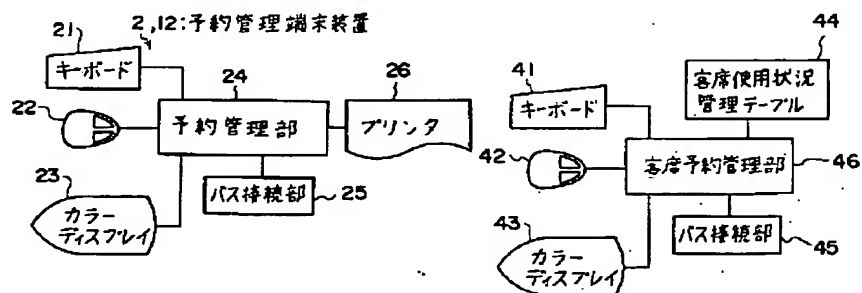 2,12:予約管理端末装置
21
キーボード
22
24
予約管理部
26
プリンタ
23
カラー
ディスプレイ
バス接続部
25
44
客席使用状況
管理テーブル
41
キーボード
42
客席予約管理部
46
43
カラー
ディスプレイ
バス接続部
45